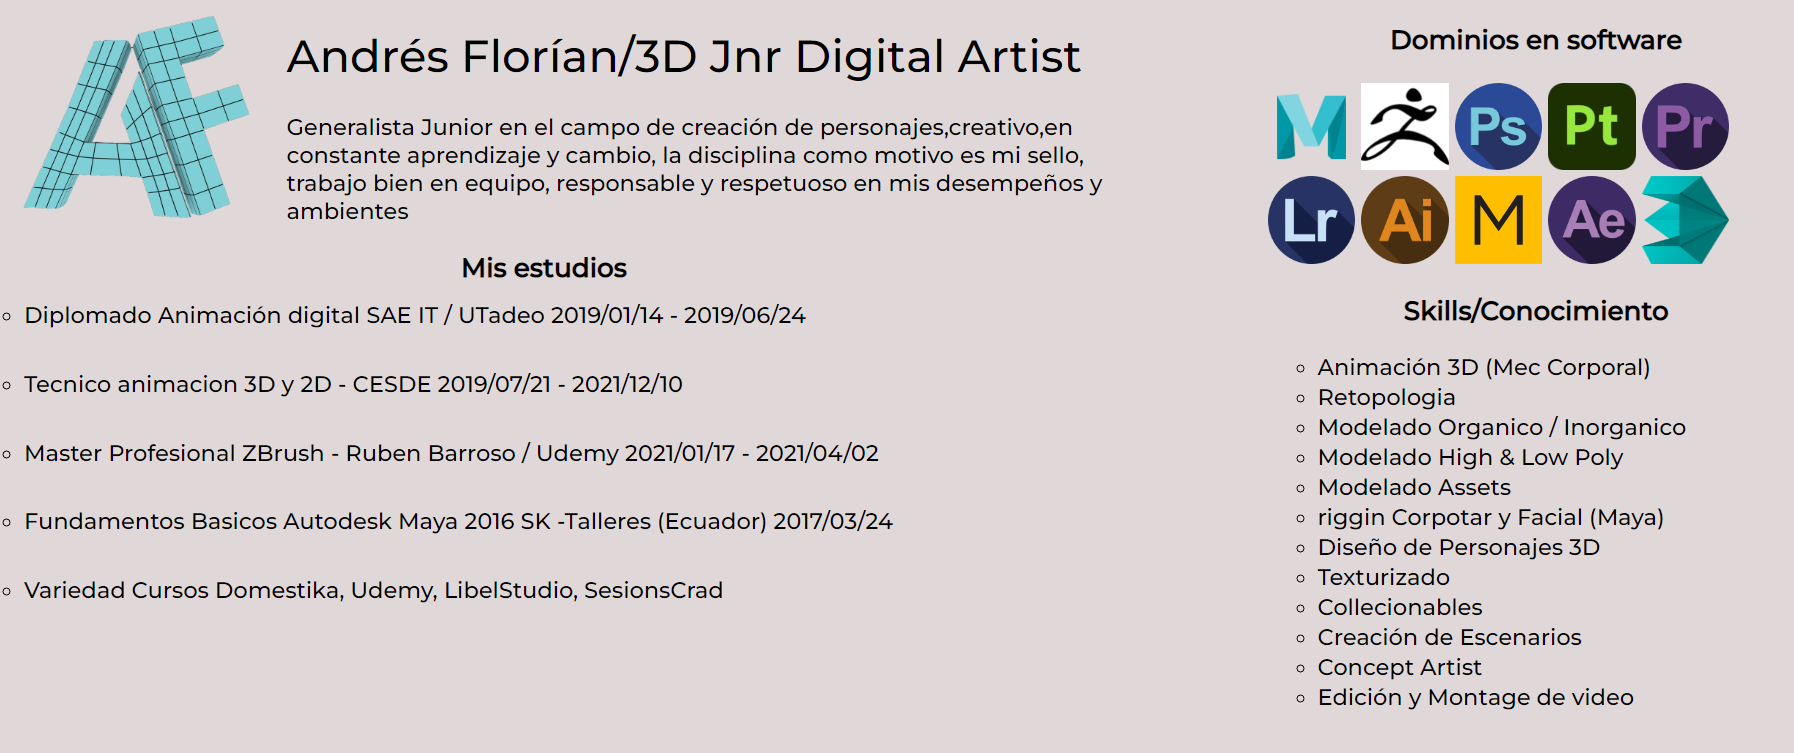 AF
Andrés Florían/3D Jnr Digital Artist
Generalista Junior en el campo de creación de personajes,creativo,en
constante aprendizaje y cambio, la disciplina como motivo es mi sello,
trabajo bien en equipo, responsable y respetuoso en mis desempeños y
ambientes
Mis estudios
Diplomado Animación digital SAE IT / UTadeo 2019/01/14 - 2019/06/24
Tecnico animacion 3D y 2D - CESDE 2019/07/21 - 2021/12/10
Master Profesional ZBrush - Ruben Barroso / Udemy 2021/01/17 - 2021/04/02
Fundamentos Basicos Autodesk Maya 2016 SK -Talleres (Ecuador) 2017/03/24
Variedad Cursos Domestika, Udemy, LibelStudio, SesionsCrad
Dominios en software
M Ps Pt Pr
Lr Ai M Ae
Skills/Conocimiento
Animación 3D (Mec Corporal)
Retopologia
Modelado Organico / Inorganico
Modelado High & Low Poly
Modelado Assets
riggin Corpotar y Facial (Maya)
Diseño de Personajes 3D
Texturizado
Collecionables
Creación de Escenarios
Concept Artist
Edición y Montage de video